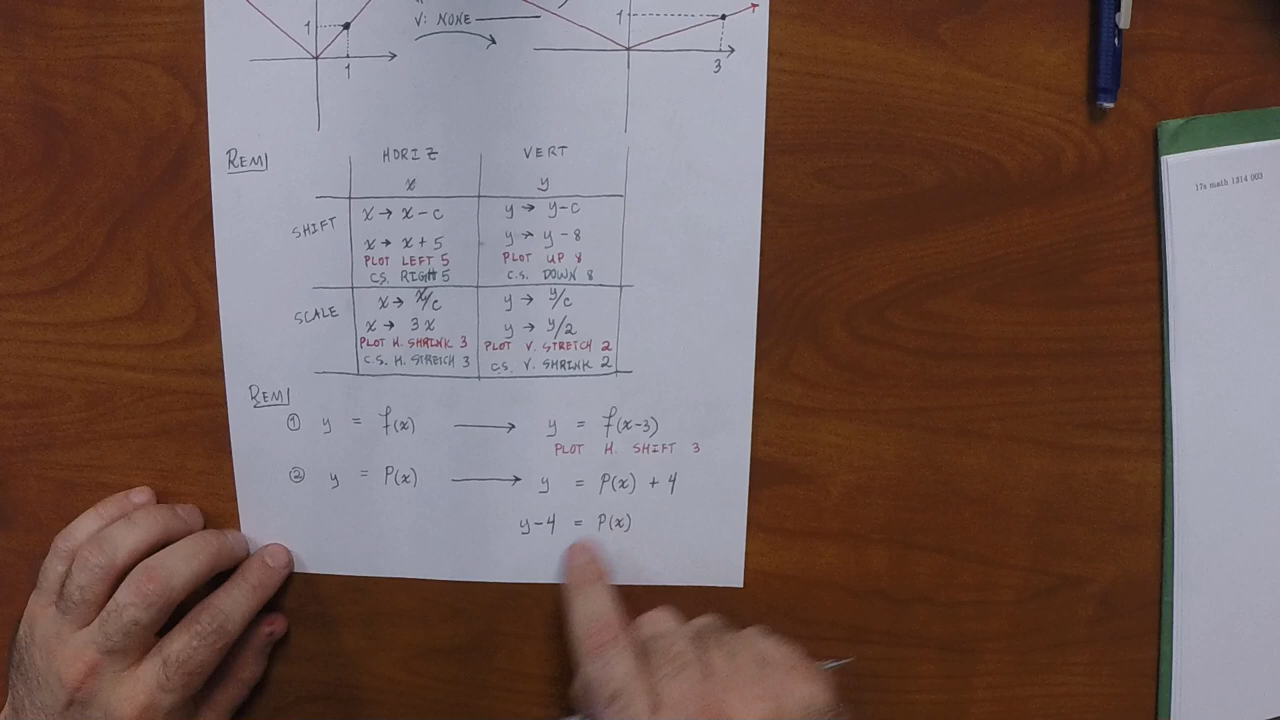 1
V: NONE
1
1
3
REM
HORIZ VERT
x y
SHIFT x → x - c y → y-c
x → x + 5 y → y - 8
PLOT LEFT 5 PLOT UP 8
C.S. RIGHT 5 C.S. DOWN 8
SCALE x → x/c y → y/c
x → 3x y → y/2
PLOT H. SHRINK 3 PLOT V. STRETCH 2
C.S. H. STRETCH 3 C.S. V. SHRINK 2
REM
① y = f(x) → y = f(x-3)
PLOT H. SHIFT 3
② y = P(x) → y = P(x) + 4
y-4 = P(x)
17s math 1314 003